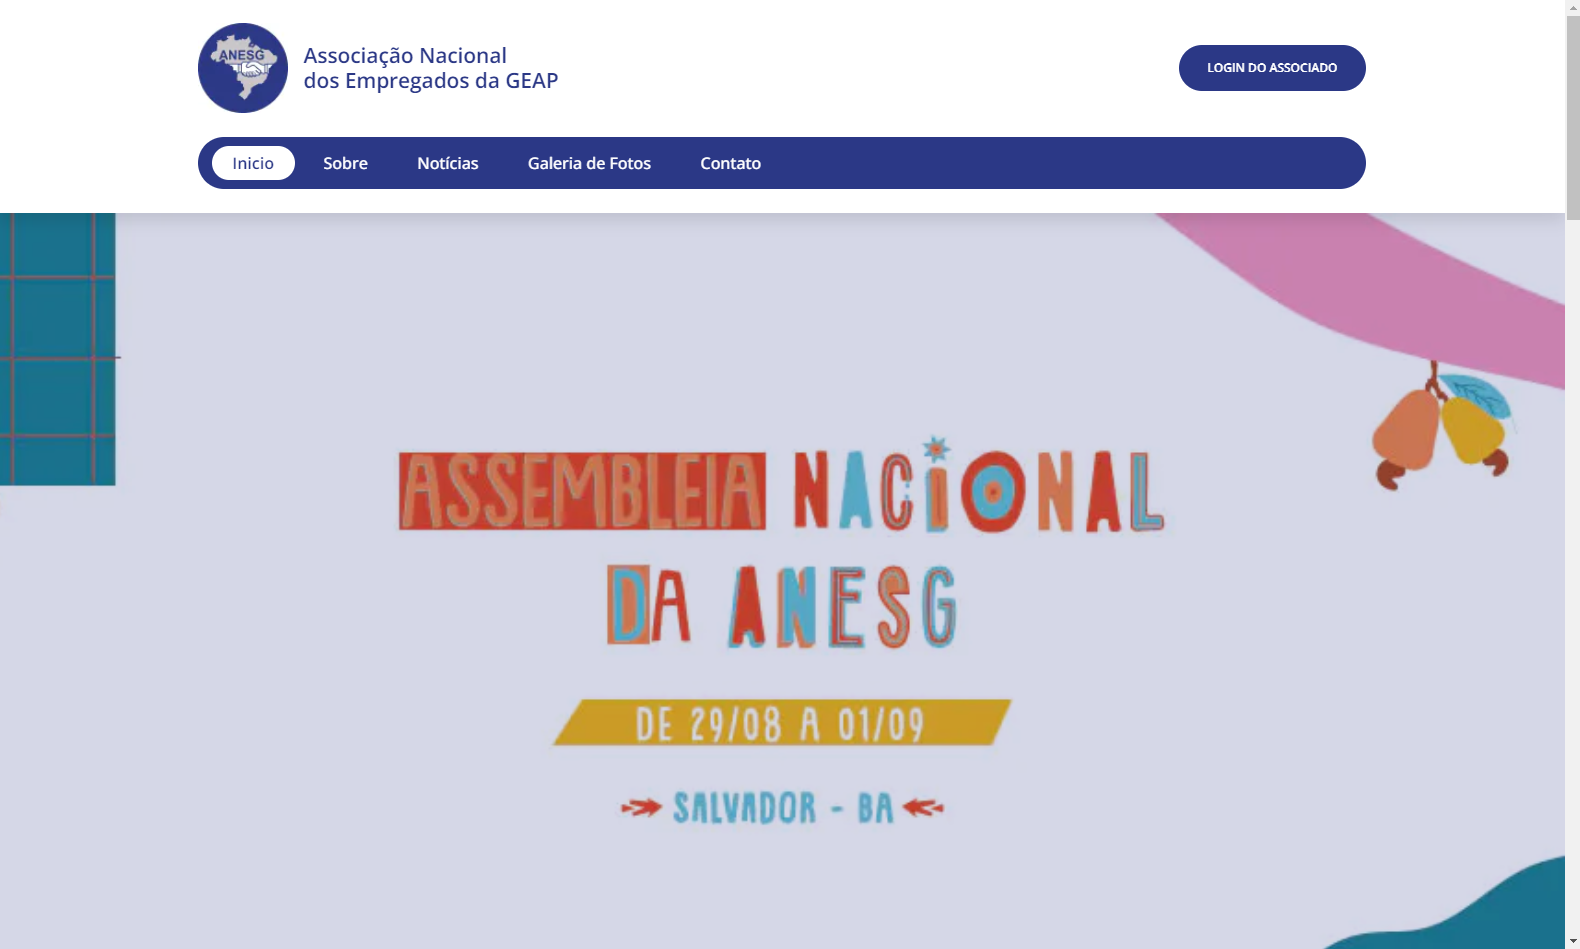 ANESG
Associação Nacional
dos Empregados da GEAP
LOGIN DO ASSOCIADO
Inicio
Sobre
Notícias
Galeria de Fotos
Contato
ASSEMBLEIA NACIONAL
DA ANESG
DE 29/08 A 01/09
SALVADOR - BA